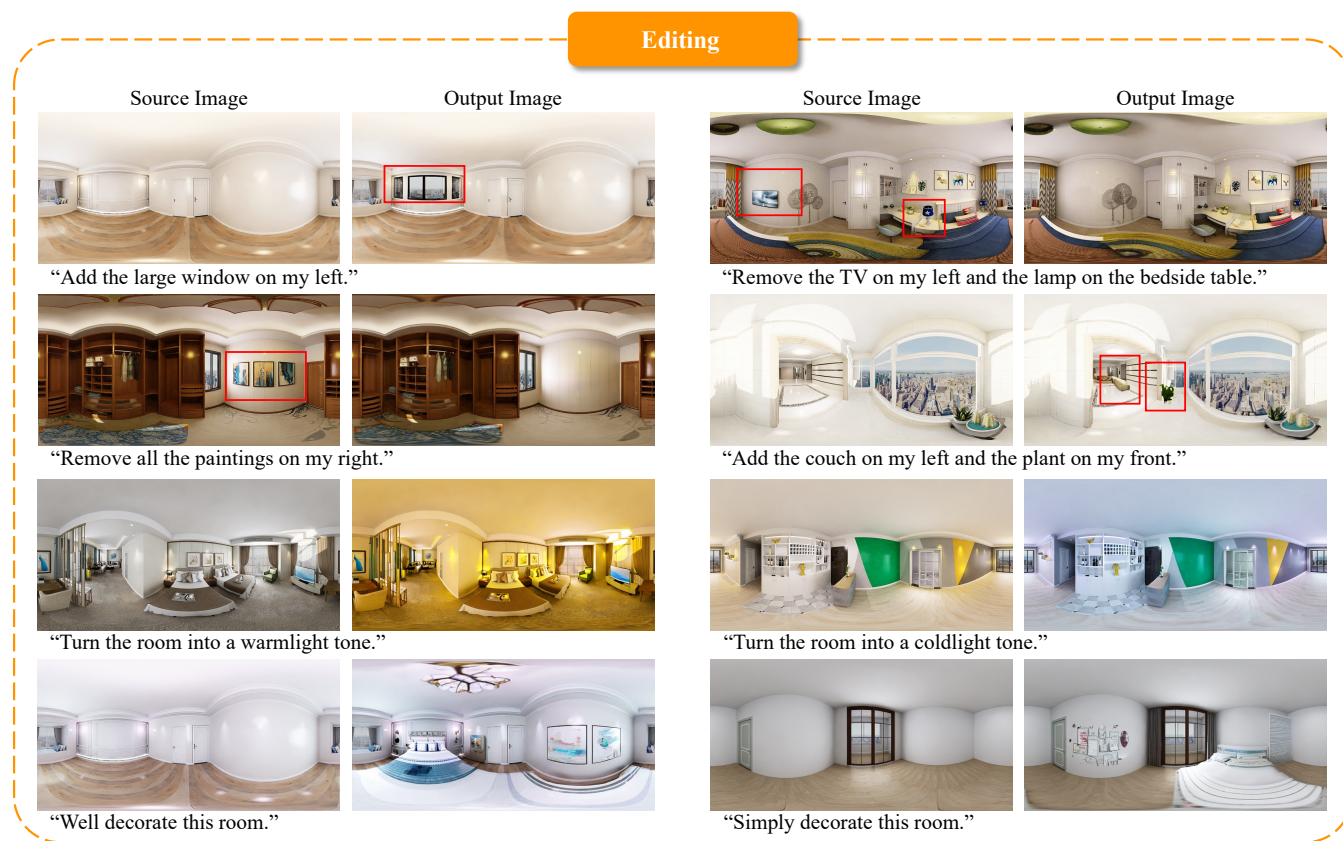 Editing
Source Image
Output Image
Source Image
Output Image
“Add the large window on my left.”
“Remove the TV on my left and the lamp on the bedside table.”
“Remove all the paintings on my right.”
“Add the couch on my left and the plant on my front.”
“Turn the room into a warmlight tone.”
“Turn the room into a coldlight tone.”
“Well decorate this room.”
“Simply decorate this room.”